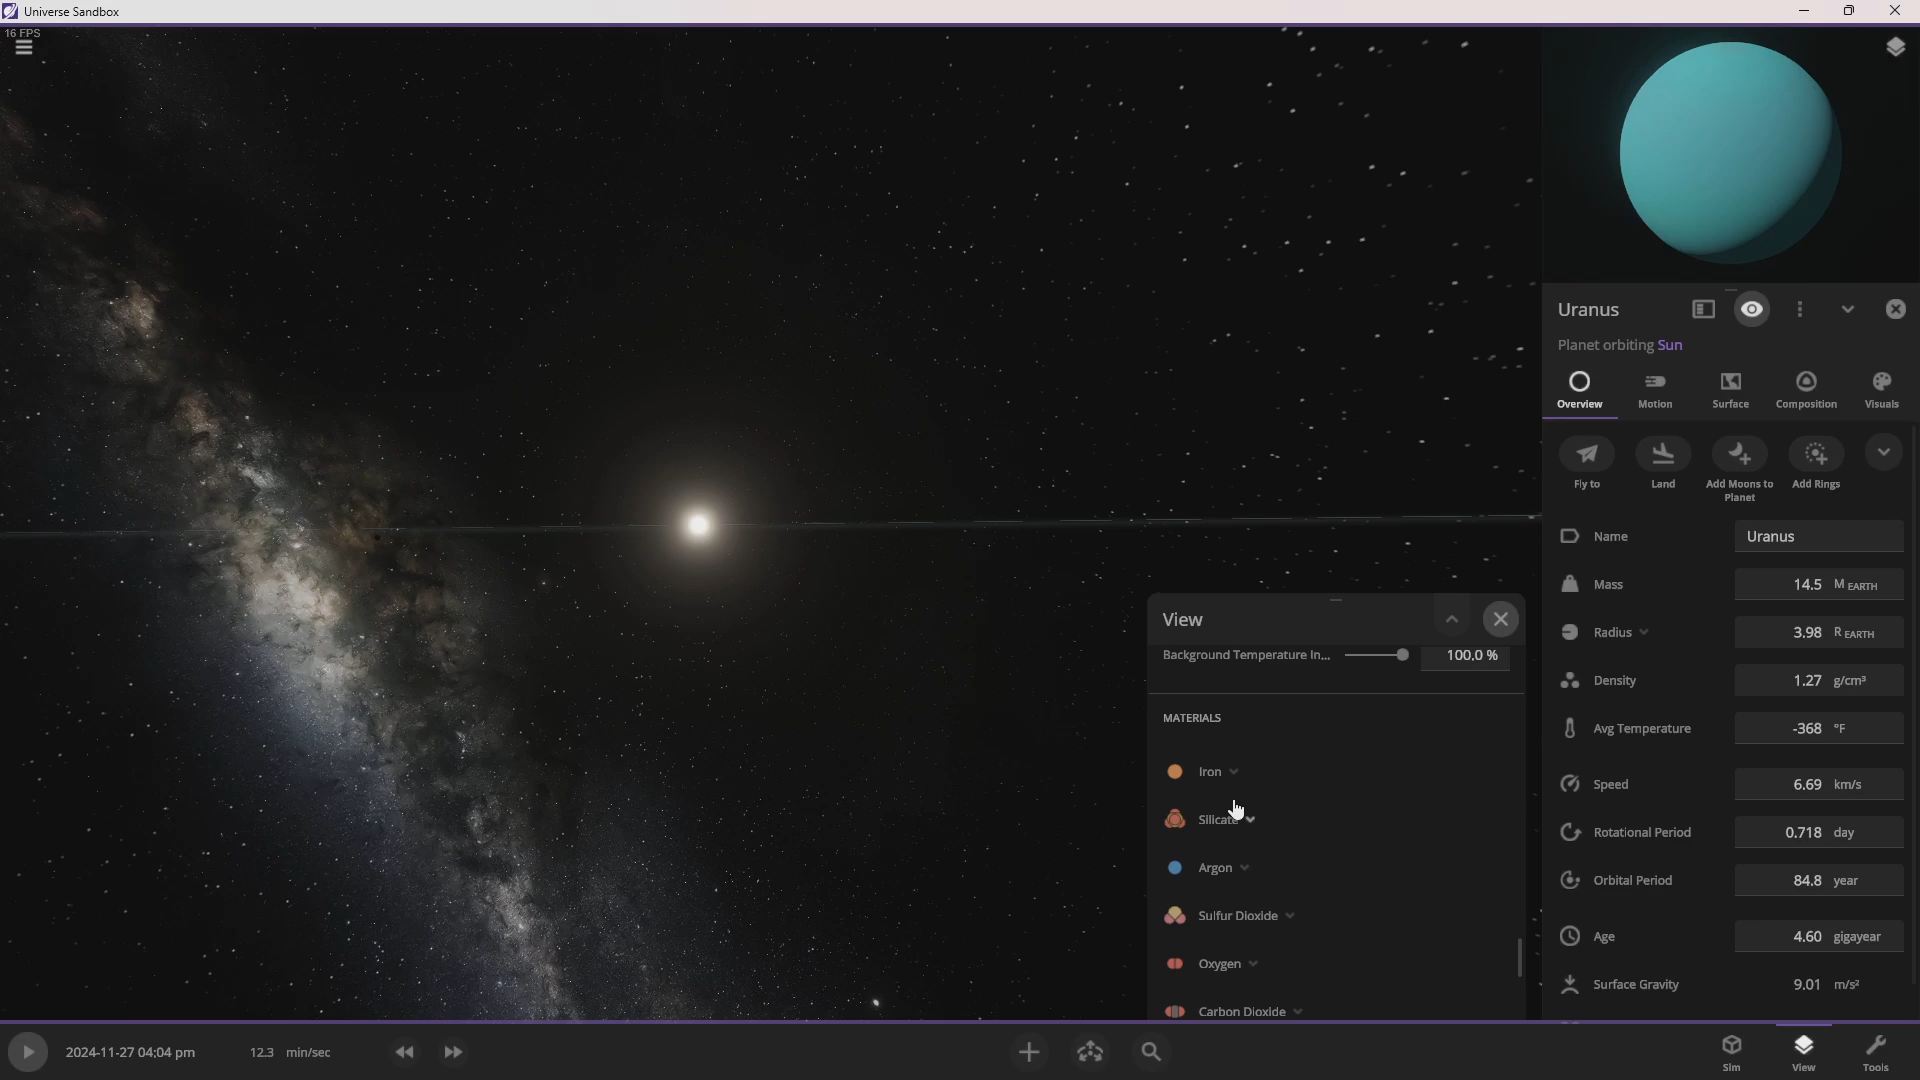 Universe Sandbox
16 FPS
Uranus
Planet orbiting Sun
Overview
Motion
Surface
Composition
Visuals
Fly to
Land
Add Moons to
Planet
Add Rings
Name
Uranus
Mass
14.5 M EARTH
Radius
3.98 R EARTH
Density
1.27 g/cm³
Avg Temperature
-368 °F
Speed
6.69 km/s
Rotational Period
0.718 day
Orbital Period
84.8 year
Age
4.60 gigayear
Surface Gravity
9.01 m/s²
View
Background Temperature In...
100.0 %
MATERIALS
Iron
Silicate
Argon
Sulfur Dioxide
Oxygen
Carbon Dioxide
2024-11-27 04:04 pm
12.3 min/sec
Sim
View
Tools